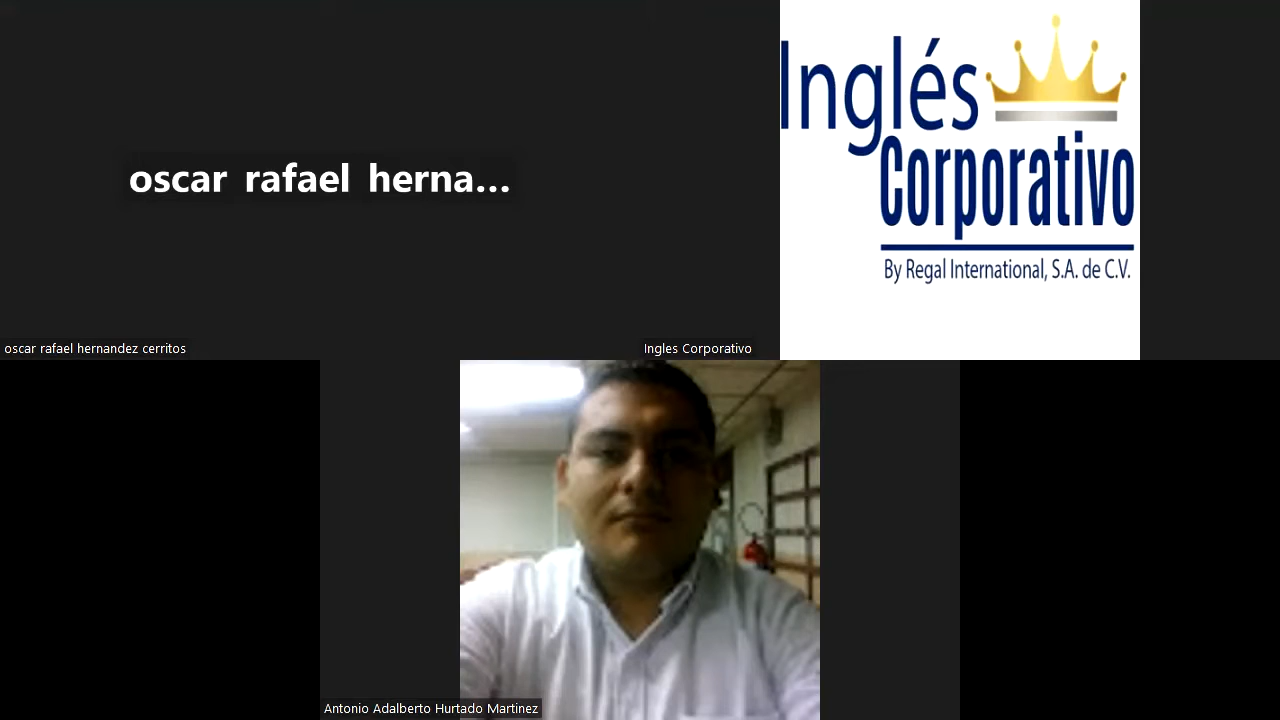 oscar rafael herna...
Inglés
Corporativo
By Regal International, S.A. de C.V.
oscar rafael hernandez cerritos
Ingles Corporativo
Antonio Adalberto Hurtado Martinez